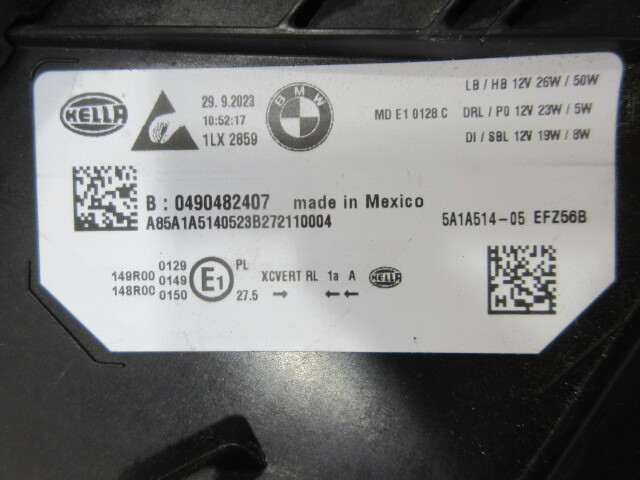 HELLA
29. 9.2023
10:52:17
1LX 2859
BMW
MD E1 0128 C
LB / HB 12V 26W / 50W
DRL / PO 12V 23W / 5W
DI / SBL 12V 19W / 8W
B : 0490482407 made in Mexico
A85A1A5140523B272110004
5A1A514-05 EFZ56B
0129
149R00 0149
148R00 0150
E1
PL
27.5
XCVERT RL 1a A
→ ←←
HELLA
H